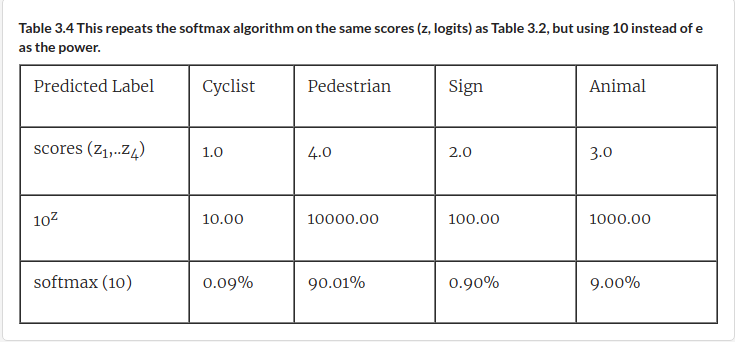 Table 3.4 This repeats the softmax algorithm on the same scores (z, logits) as Table 3.2, but using 10 instead of e
as the power.
Predicted Label Cyclist Pedestrian Sign Animal
scores (z₁,..z₄) 1.0 4.0 2.0 3.0
10ᶻ 10.00 10000.00 100.00 1000.00
softmax (10) 0.09% 90.01% 0.90% 9.00%